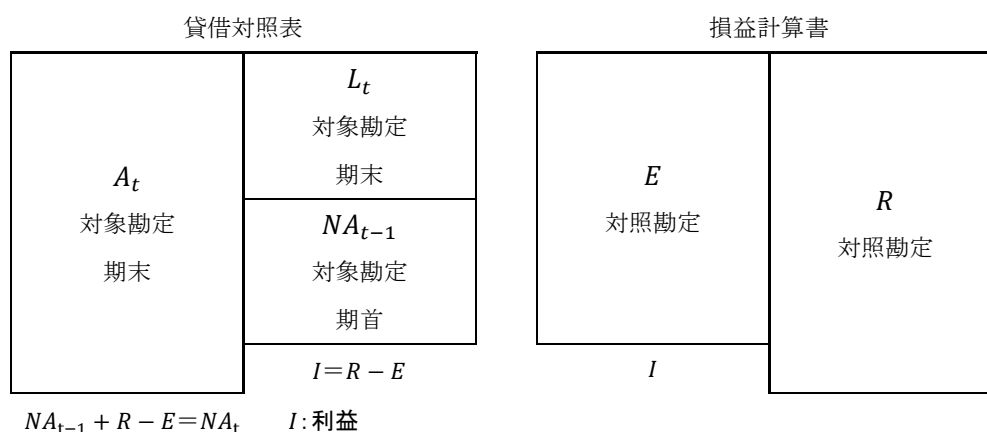 貸借対照表
A_t
対象勘定
期末
L_t
対象勘定
期末
NA_{t−1}
対象勘定
期首
I＝R − E
NA_{t−1} + R − E＝NA_t　I:利益
損益計算書
E
対照勘定
I
R
対照勘定